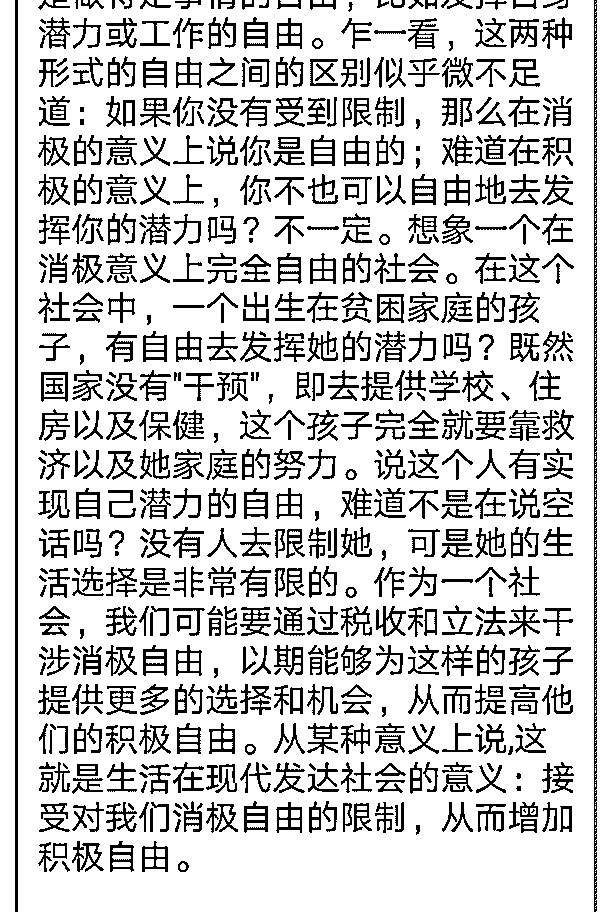 是做特定事情的自由，比如发挥自身
潜力或工作的自由。乍一看，这两种
形式的自由之间的区别似乎微不足
道：如果你没有受到限制，那么在消
极的意义上说你是自由的；难道在积
极的意义上，你不也可以自由地去发
挥你的潜力吗？不一定。想象一个在
消极意义上完全自由的社会。在这个
社会中，一个出生在贫困家庭的孩
子，有自由去发挥她的潜力吗？既然
国家没有"干预"，即去提供学校、住
房以及保健，这个孩子完全就要靠救
济以及她家庭的努力。说这个人有实
现自己潜力的自由，难道不是在说空
话吗？没有人去限制她，可是她的生
活选择是非常有限的。作为一个社
会，我们可能要通过税收和立法来干
涉消极自由，以期能够为这样的孩子
提供更多的选择和机会，从而提高他
们的积极自由。从某种意义上说,这
就是生活在现代发达社会的意义：接
受对我们消极自由的限制，从而增加
积极自由。